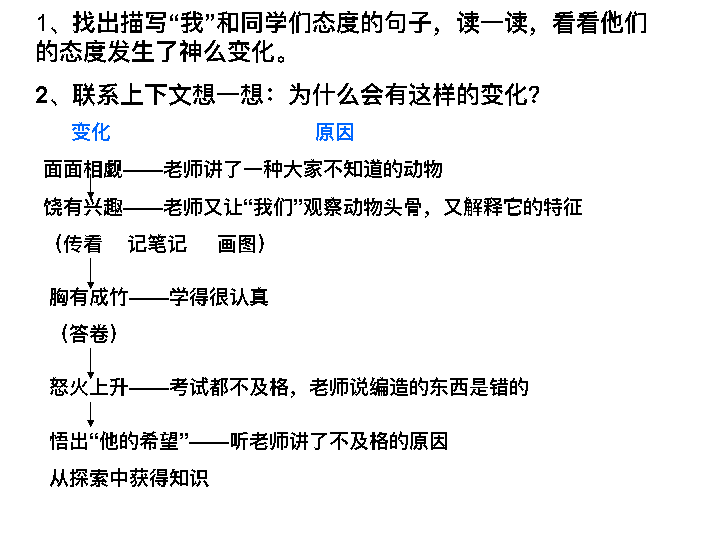 1、找出描写“我”和同学们态度的句子，读一读，看看他们
的态度发生了神么变化。
2、联系上下文想一想：为什么会有这样的变化？
变化 原因
面面相觑——老师讲了一种大家不知道的动物
饶有兴趣——老师又让“我们”观察动物头骨，又解释它的特征
（传看 记笔记 画图）
胸有成竹——学得很认真
（答卷）
怒火上升——考试都不及格，老师说编造的东西是错的
悟出“他的希望”——听老师讲了不及格的原因
从探索中获得知识